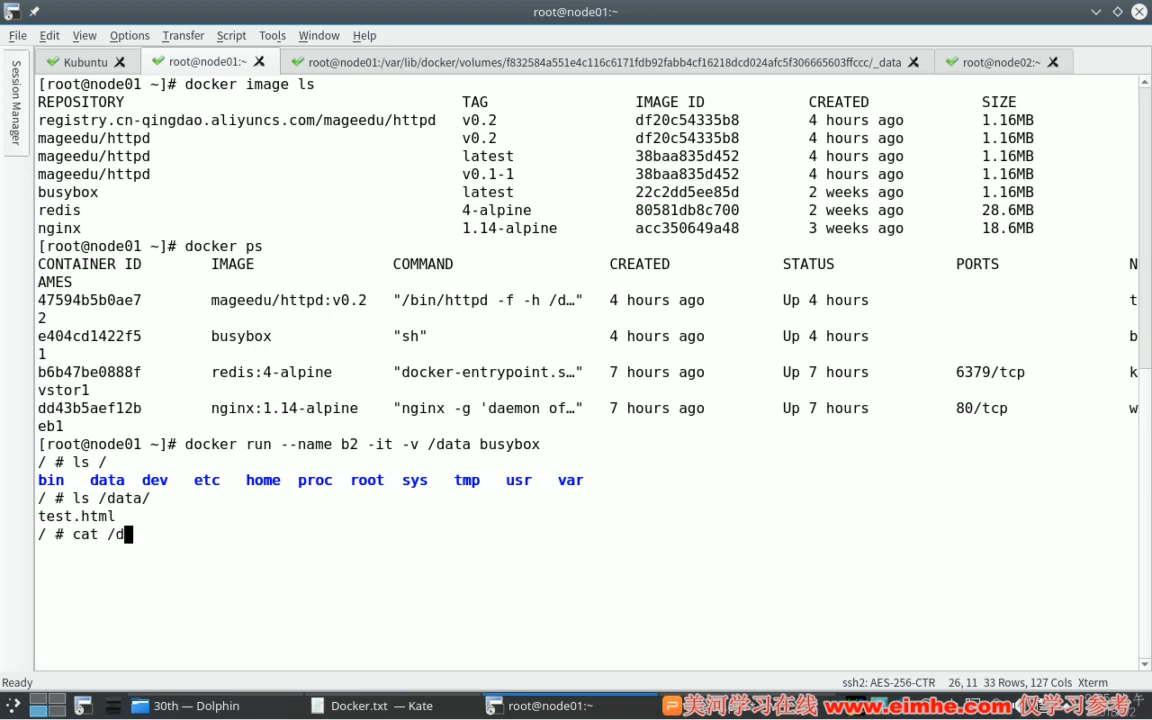 root@node01:~
File Edit View Options Transfer Script Tools Window Help
Kubuntu root@node01:~ root@node01:/var/lib/docker/volumes/f832584a551e4c116c6171fdb92fabb4cf16218dcd024afc5f306665603ffccc/_data root@node02:~
Session Manager
[root@node01 ~]# docker image ls
REPOSITORY TAG IMAGE ID CREATED SIZE
registry.cn-qingdao.aliyuncs.com/mageedu/httpd v0.2 df20c54335b8 4 hours ago 1.16MB
mageedu/httpd v0.2 df20c54335b8 4 hours ago 1.16MB
mageedu/httpd latest 38baa835d452 4 hours ago 1.16MB
mageedu/httpd v0.1-1 38baa835d452 4 hours ago 1.16MB
busybox latest 22c2dd5ee85d 2 weeks ago 1.16MB
redis 4-alpine 80581db8c700 2 weeks ago 28.6MB
nginx 1.14-alpine acc350649a48 3 weeks ago 18.6MB
[root@node01 ~]# docker ps
CONTAINER ID IMAGE COMMAND CREATED STATUS PORTS N
AMES
47594b5b0ae7 mageedu/httpd:v0.2 "/bin/httpd -f -h /d…" 4 hours ago Up 4 hours t
2
e404cd1422f5 busybox "sh" 4 hours ago Up 4 hours b
1
b6b47be0888f redis:4-alpine "docker-entrypoint.s…" 7 hours ago Up 7 hours 6379/tcp k
vstor1
dd43b5aef12b nginx:1.14-alpine "nginx -g 'daemon of…" 7 hours ago Up 7 hours 80/tcp w
eb1
[root@node01 ~]# docker run --name b2 -it -v /data busybox
/ # ls /
bin data dev etc home proc root sys tmp usr var
/ # ls /data/
test.html
/ # cat /d
Ready ssh2: AES-256-CTR 26, 11 33 Rows, 127 Cols Xterm
30th — Dolphin Docker.txt — Kate root@node01:~ 美河学习在线 www.eimhe.com 仅学习参考